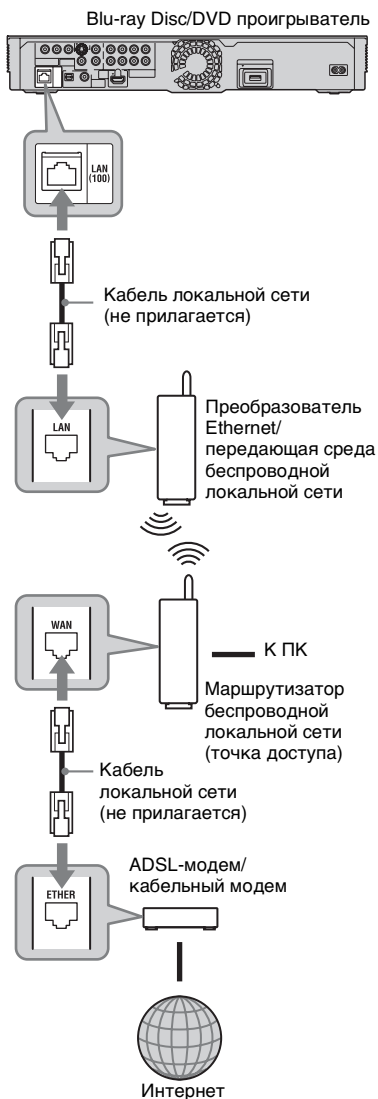 Blu-ray Disc/DVD проигрыватель
LAN
(100)
Кабель локальной сети
(не прилагается)
LAN
Преобразователь
Ethernet/
передающая среда
беспроводной
локальной сети
WAN
К ПК
Маршрутизатор
беспроводной
локальной сети
(точка доступа)
Кабель
локальной сети
(не прилагается)
ADSL-модем/
кабельный модем
ETHER
Интернет